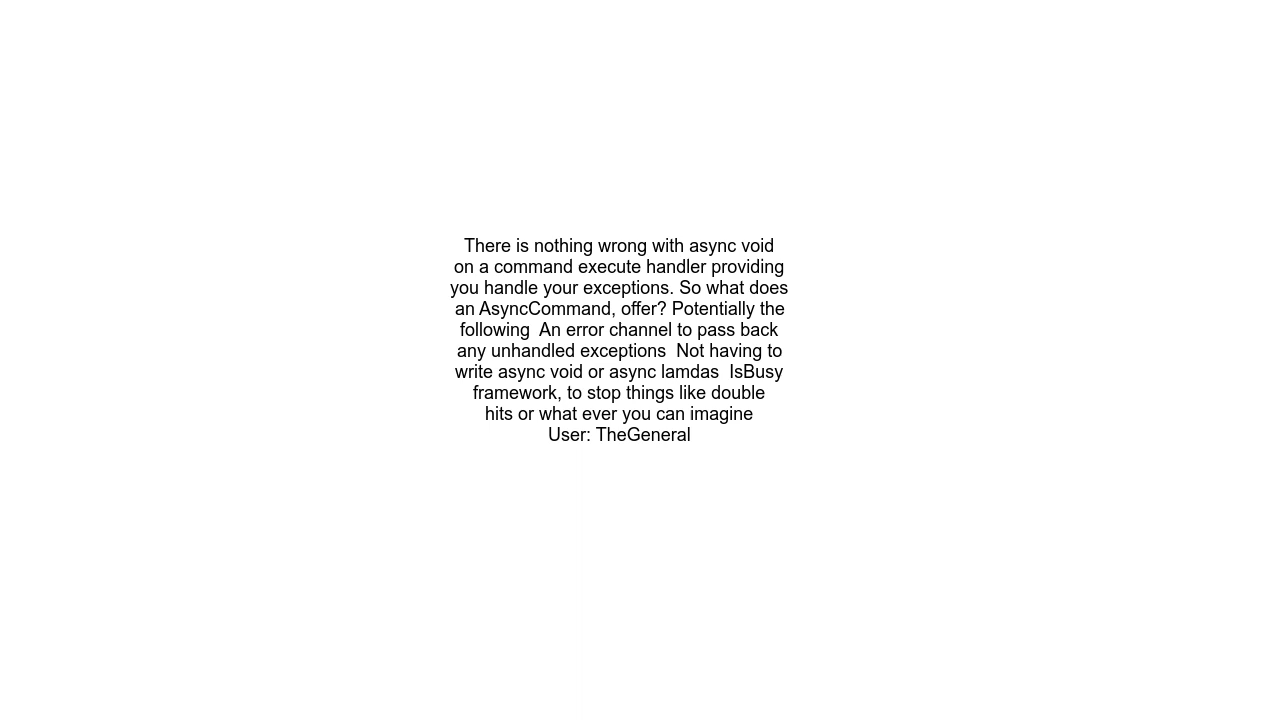 There is nothing wrong with async void
on a command execute handler providing
you handle your exceptions. So what does
an AsyncCommand, offer? Potentially the
following  An error channel to pass back
any unhandled exceptions  Not having to
write async void or async lamdas  IsBusy
framework, to stop things like double
hits or what ever you can imagine
User: TheGeneral